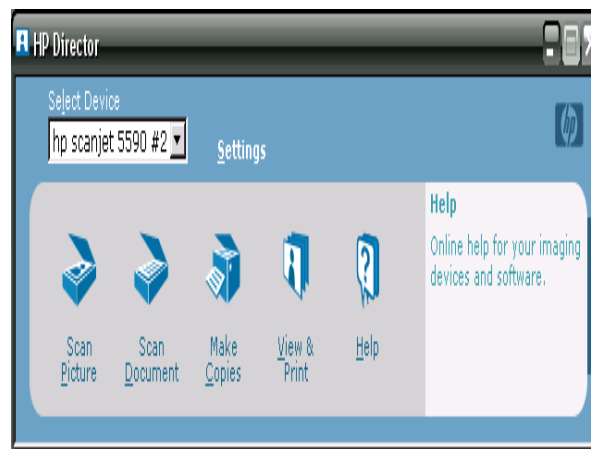 HP Director
Select Device
hp scanjet 5590 #2
Settings
hp
Scan
Picture
Scan
Document
Make
Copies
View &
Print
Help
Help
Online help for your imaging
devices and software.